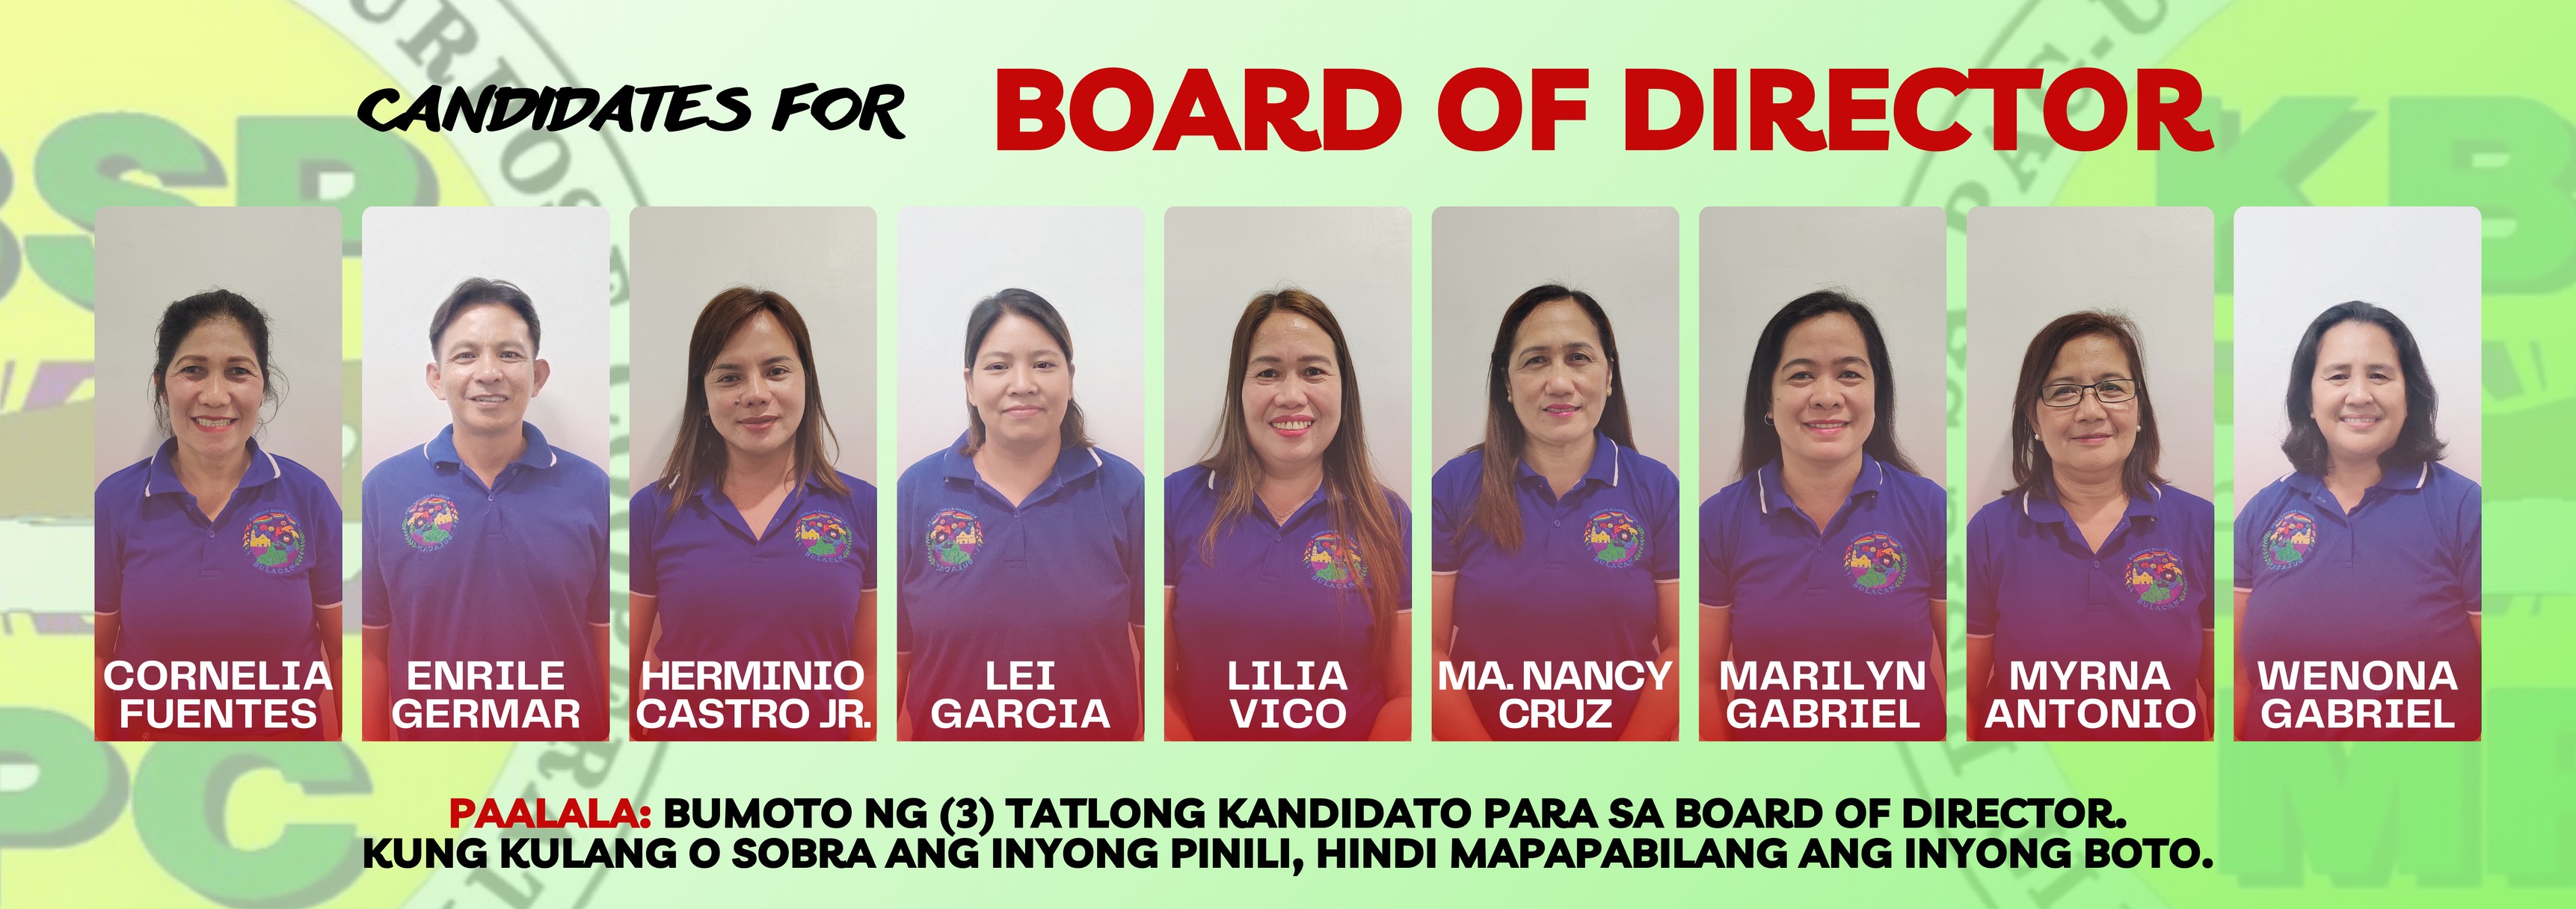 CANDIDATES FOR BOARD OF DIRECTOR
CORNELIA
FUENTES
ENRILE
GERMAR
HERMINIO
CASTRO JR.
LEI
GARCIA
LILIA
VICO
MA. NANCY
CRUZ
MARILYN
GABRIEL
MYRNA
ANTONIO
WENONA
GABRIEL
PAALALA: BUMOTO NG (3) TATLONG KANDIDATO PARA SA BOARD OF DIRECTOR.
KUNG KULANG O SOBRA ANG INYONG PINILI, HINDI MAPAPABILANG ANG INYONG BOTO.